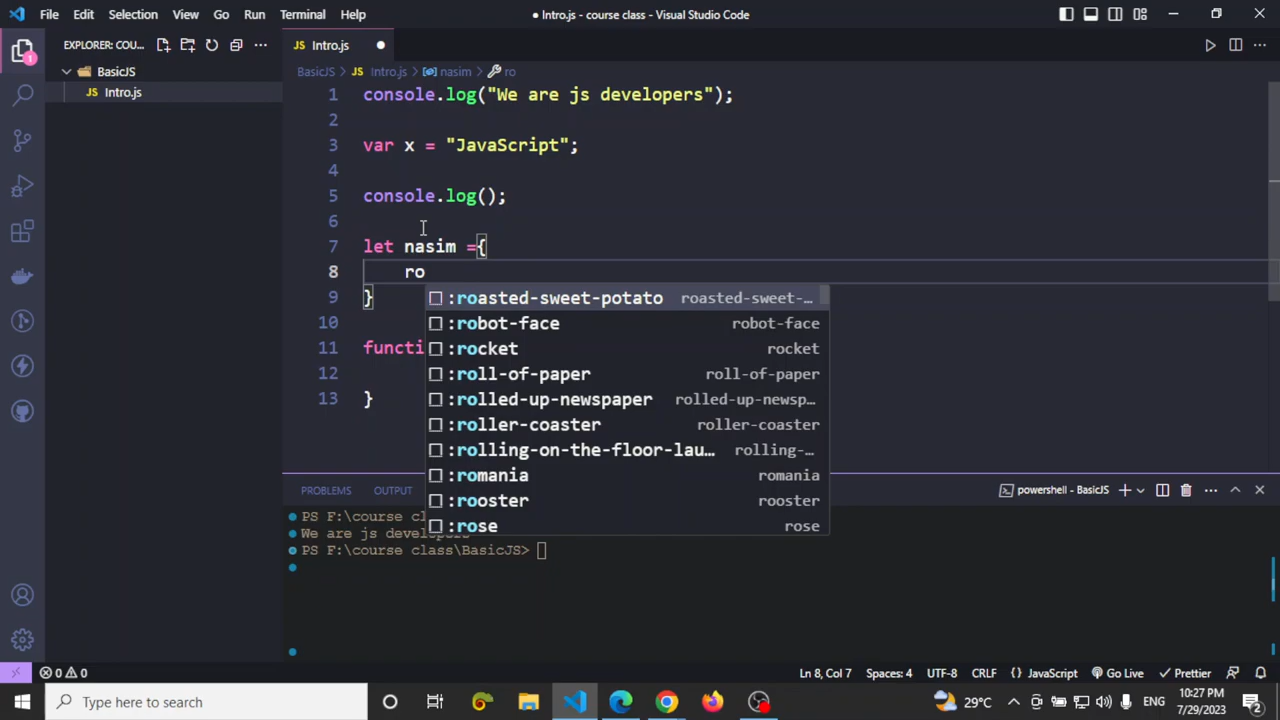 File Edit Selection View Go Run Terminal Help
● Intro.js - course class - Visual Studio Code
EXPLORER: COU...
BasicJS
JS Intro.js
JS Intro.js
BasicJS > JS Intro.js > nasim > ro
1 console.log("We are js developers");
2
3 var x = "JavaScript";
4
5 console.log();
6
7 let nasim ={
8 ro
9 }
10
11 functi
12
13 }
:roasted-sweet-potato roasted-sweet-...
:robot-face robot-face
:rocket rocket
:roll-of-paper roll-of-paper
:rolled-up-newspaper rolled-up-newsp...
:roller-coaster roller-coaster
:rolling-on-the-floor-lau... rolling-...
:romania romania
:rooster rooster
:rose rose
PROBLEMS OUTPUT
powershell - BasicJS
PS F:\course cl
We are js developers
PS F:\course class\BasicJS>
0 0
Ln 8, Col 7 Spaces: 4 UTF-8 CRLF {} JavaScript Go Live Prettier
Type here to search
29°C
ENG
10:27 PM
7/29/2023
2